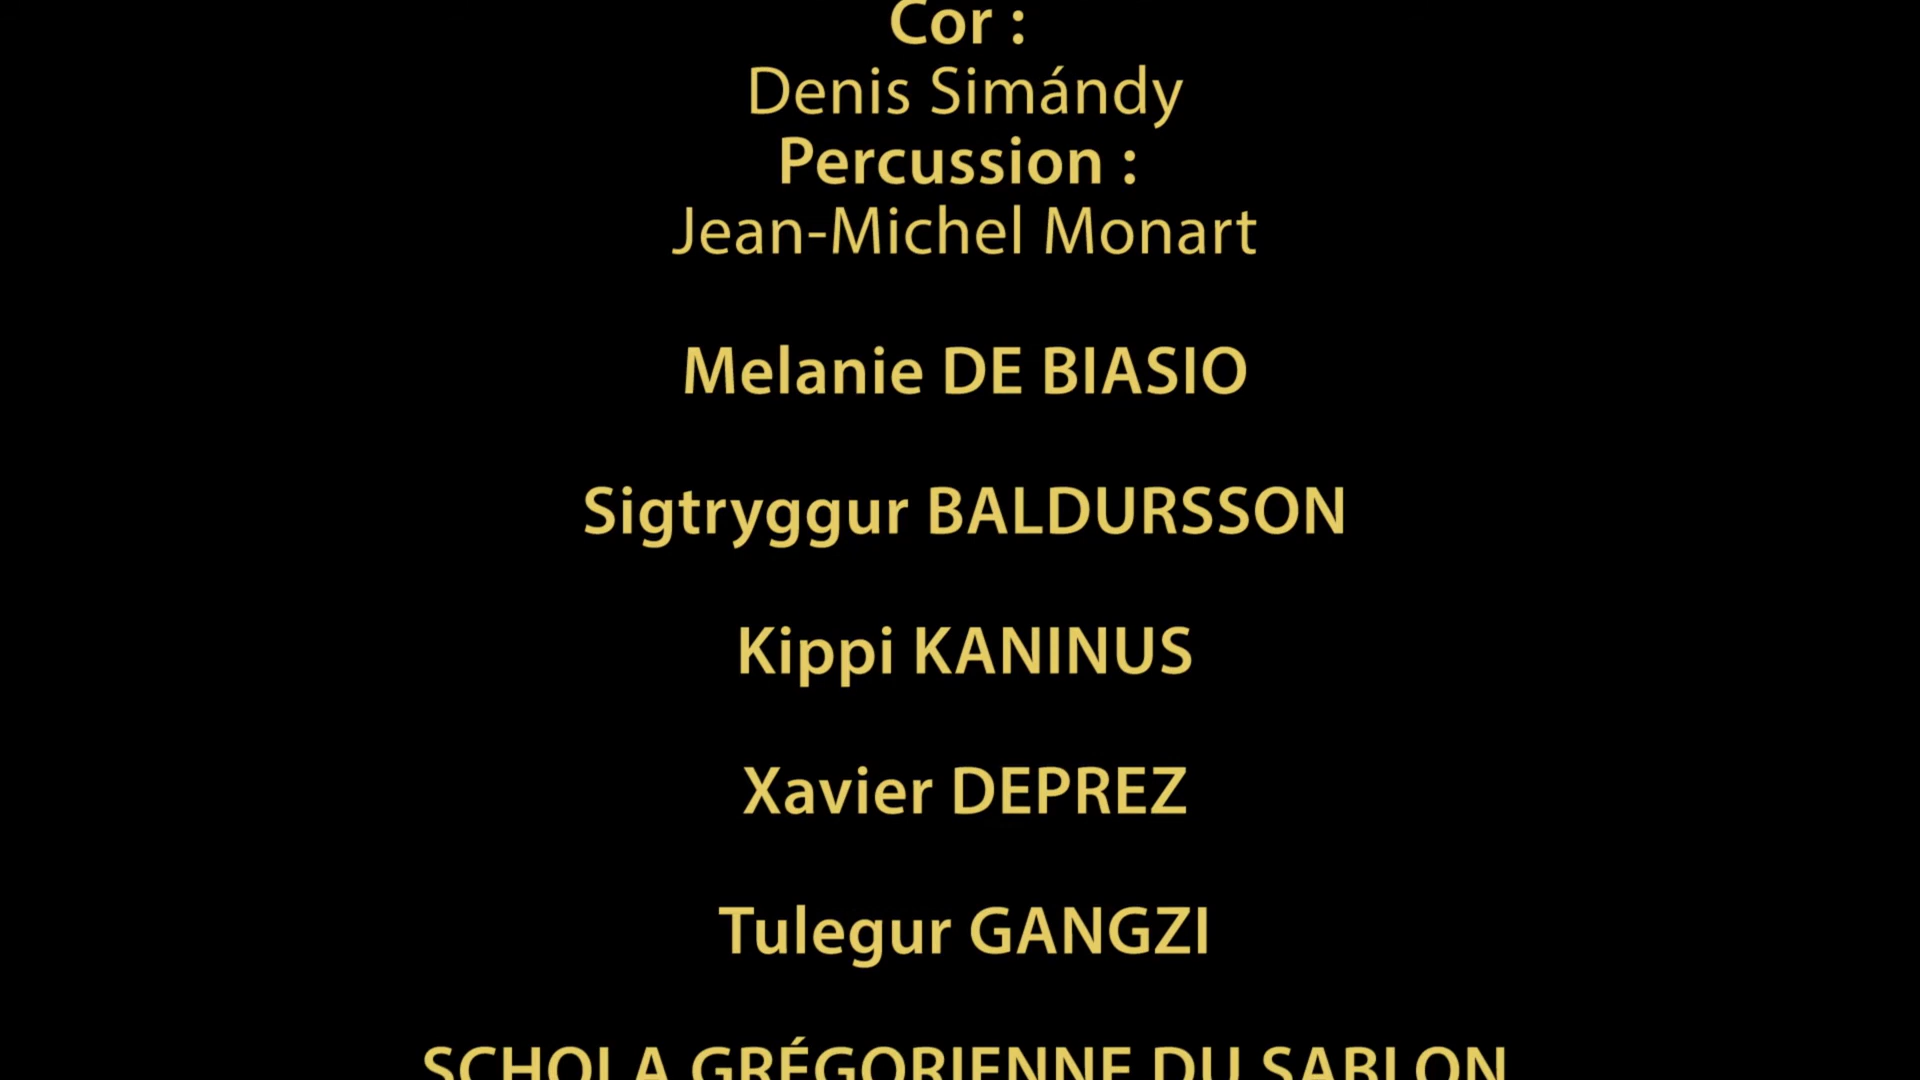 Cor :
Denis Simándy
Percussion :
Jean-Michel Monart
Melanie DE BIASIO
Sigtryggur BALDURSSON
Kippi KANINUS
Xavier DEPREZ
Tulegur GANGZI
SCHOLA GRÉGORIENNE DU SABLON